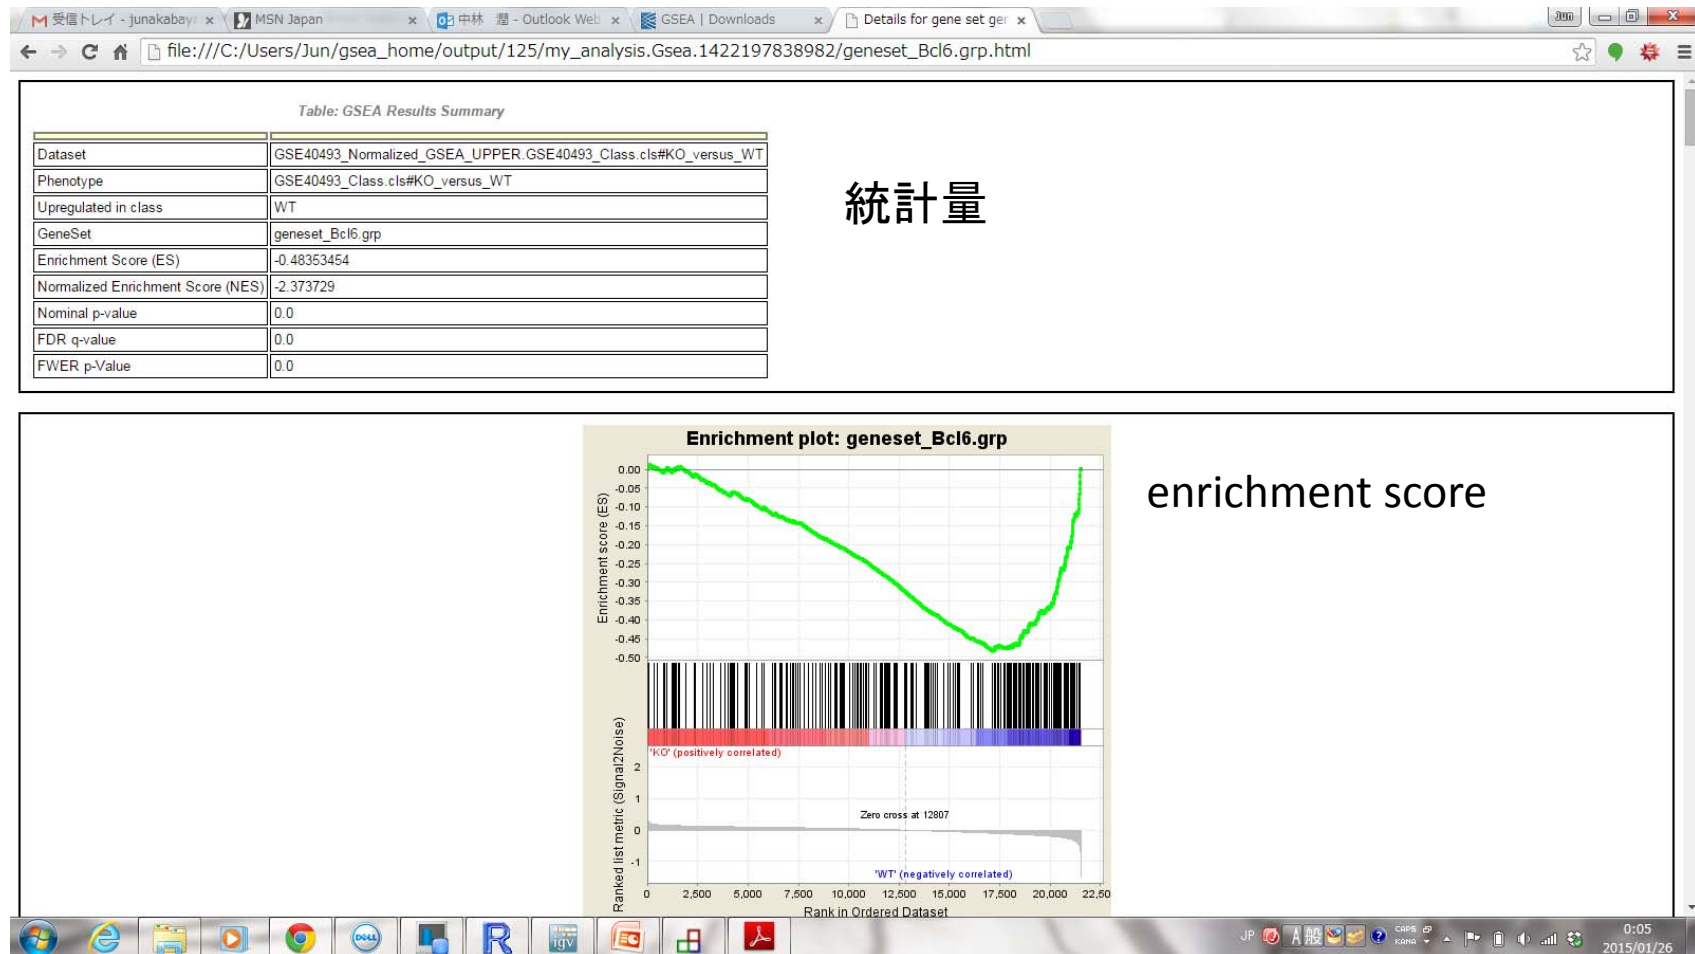 受信トレイ - junakabay
MSN Japan
中林 潤 - Outlook Web
GSEA | Downloads
Details for gene set ger
Jun
file:///C:/Users/Jun/gsea_home/output/125/my_analysis.Gsea.1422197838982/geneset_Bcl6.grp.html
Table: GSEA Results Summary
Dataset GSE40493_Normalized_GSEA_UPPER.GSE40493_Class.cls#KO_versus_WT
Phenotype GSE40493_Class.cls#KO_versus_WT
Upregulated in class WT
GeneSet geneset_Bcl6.grp
Enrichment Score (ES) -0.48353454
Normalized Enrichment Score (NES) -2.373729
Nominal p-value 0.0
FDR q-value 0.0
FWER p-Value 0.0
統計量
Enrichment plot: geneset_Bcl6.grp
enrichment score
Enrichment score (ES)
0.00
-0.05
-0.10
-0.15
-0.20
-0.25
-0.30
-0.35
-0.40
-0.45
-0.50
'KO' (positively correlated)
Ranked list metric (Signal2Noise)
2
1
0
-1
Zero cross at 12807
'WT' (negatively correlated)
0 2,500 5,000 7,500 10,000 12,500 15,000 17,500 20,000 22,50
Rank in Ordered Dataset
DELL
R
igv
JP
A 般
CAPS
KANA
0:05
2015/01/26